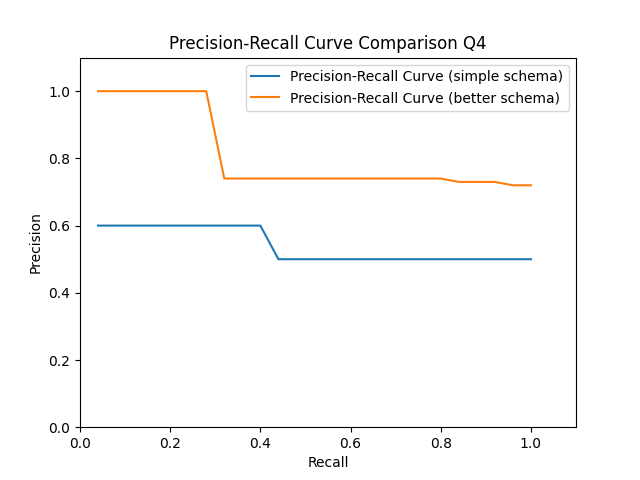 Precision-Recall Curve Comparison Q4
Precision-Recall Curve (simple schema)
Precision-Recall Curve (better schema)
1.0
0.8
0.6
0.4
0.2
0.0
Precision
0.0 0.2 0.4 0.6 0.8 1.0
Recall